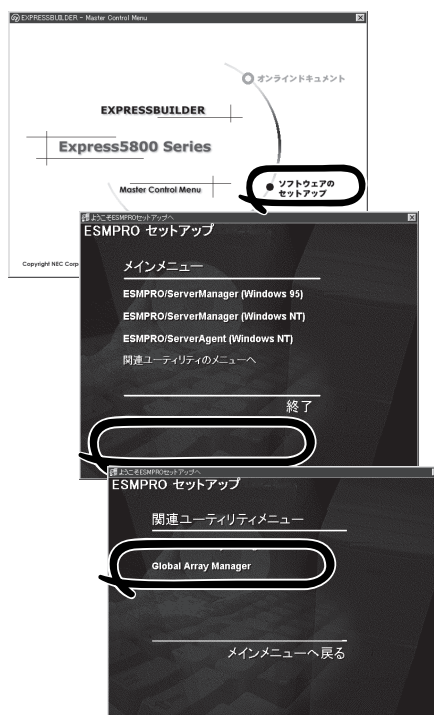 EXPRESSBUILDER - Master Control Menu
オンラインドキュメント
EXPRESSBUILDER
Express5800 Series
Master Control Menu
ソフトウェアの
セットアップ
Copyright NEC Corp
ようこそESMPROセットアップへ
ESMPRO セットアップ
メインメニュー
ESMPRO/ServerManager (Windows 95)
ESMPRO/ServerManager (Windows NT)
ESMPRO/ServerAgent (Windows NT)
関連ユーティリティのメニューへ
終了
ようこそESMPROセットアップへ
ESMPRO セットアップ
関連ユーティリティメニュー
Global Array Manager
メインメニューへ戻る